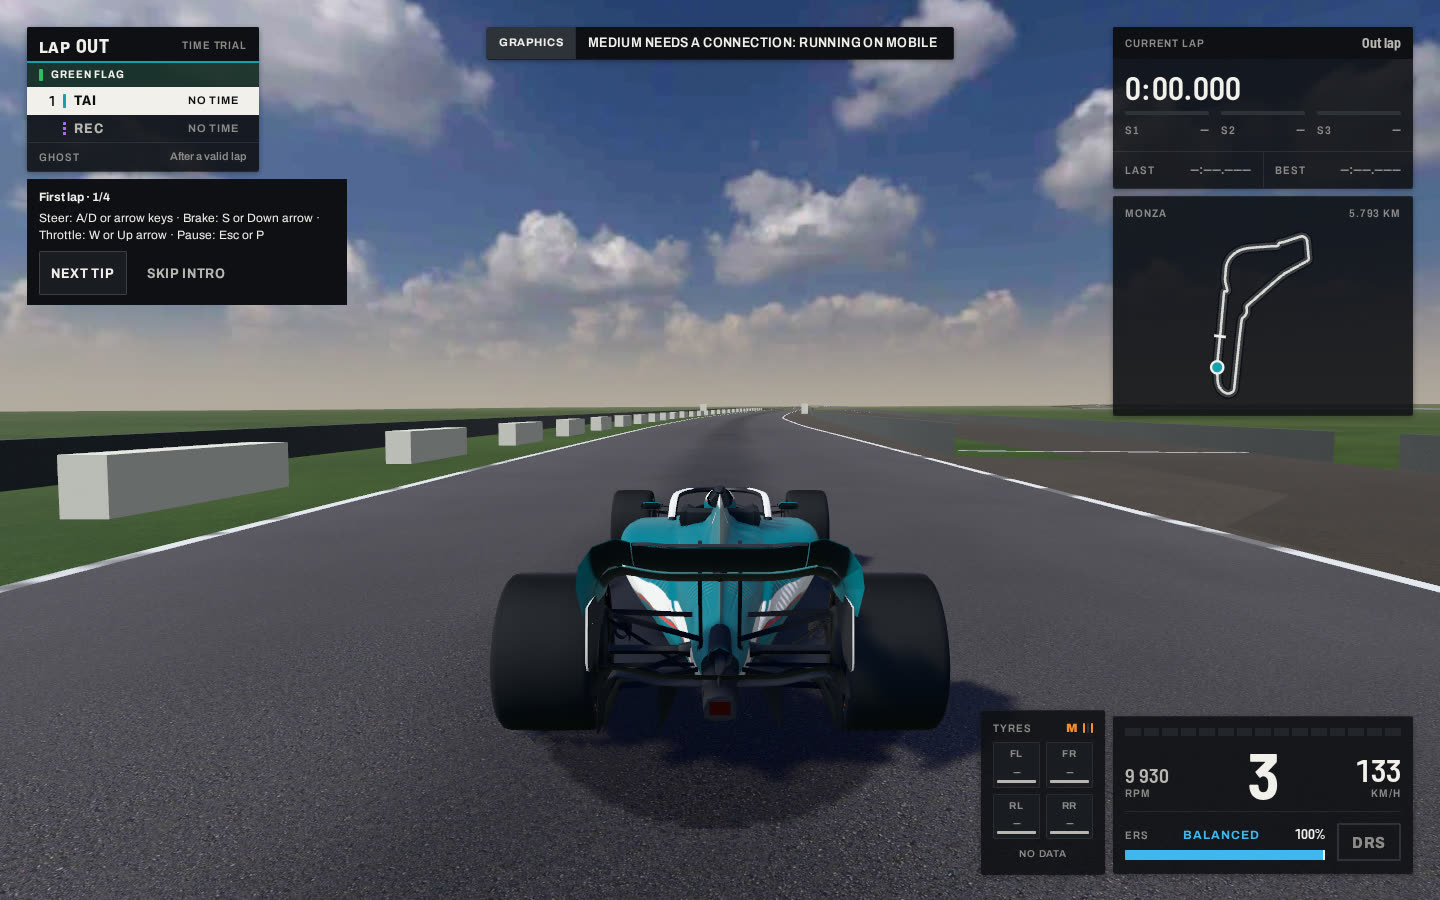 LAP OUT TIME TRIAL
GREEN FLAG
1 TAI NO TIME
REC NO TIME
GHOST After a valid lap
First lap · 1/4
Steer: A/D or arrow keys · Brake: S or Down arrow ·
Throttle: W or Up arrow · Pause: Esc or P
NEXT TIP SKIP INTRO
GRAPHICS MEDIUM NEEDS A CONNECTION: RUNNING ON MOBILE
CURRENT LAP Out lap
0:00.000
S1 – S2 – S3 –
LAST –:––.––– BEST –:––.–––
MONZA 5.793 KM
TYRES M
FL – FR –
RL – RR –
NO DATA
9 930 RPM
3
133 KM/H
ERS BALANCED 100%
DRS